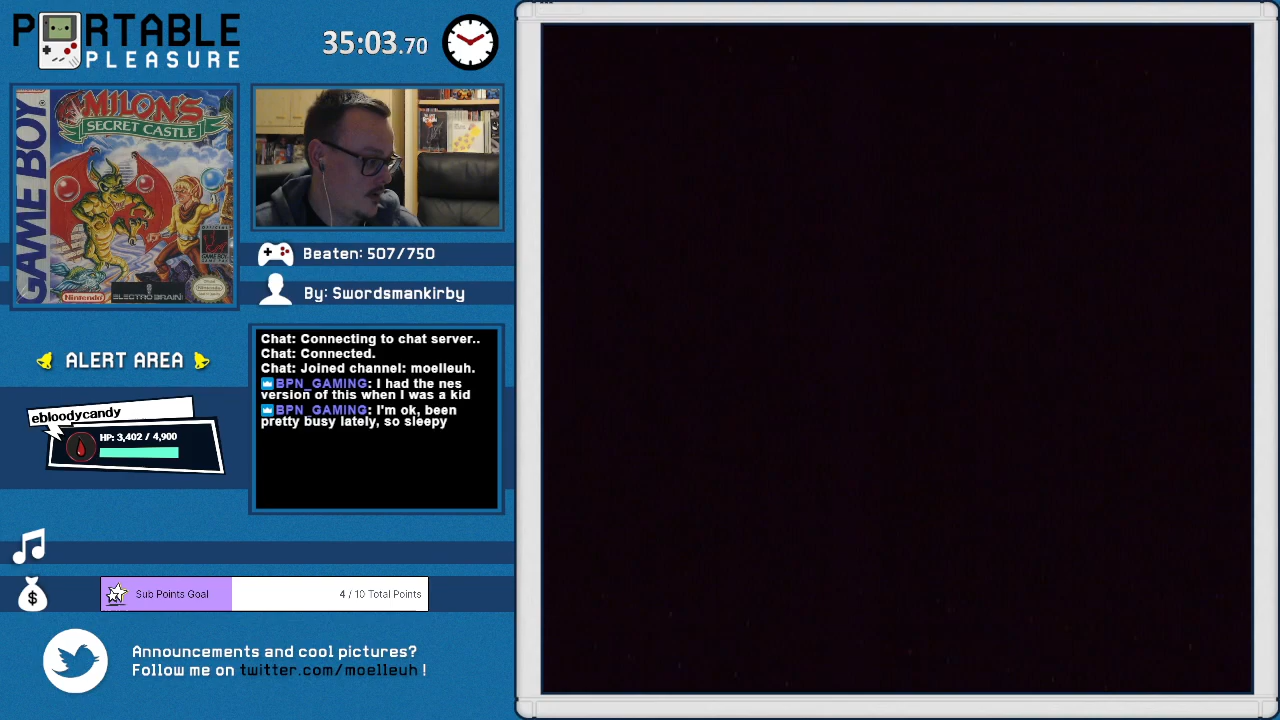 PORTABLE
PLEASURE
35:03.70
GAME BOY
MILON'S
SECRET CASTLE
Nintendo
ELECTRO BRAIN
Beaten: 507/750
By: Swordsmankirby
ALERT AREA
ebloodycandy
HP: 3,402 / 4,900
Chat: Connecting to chat server..
Chat: Connected.
Chat: Joined channel: moelleuh.
BPN_GAMING: I had the nes
version of this when I was a kid
BPN_GAMING: I'm ok, been
pretty busy lately, so sleepy
Sub Points Goal
4 / 10 Total Points
Announcements and cool pictures?
Follow me on twitter.com/moelleuh !